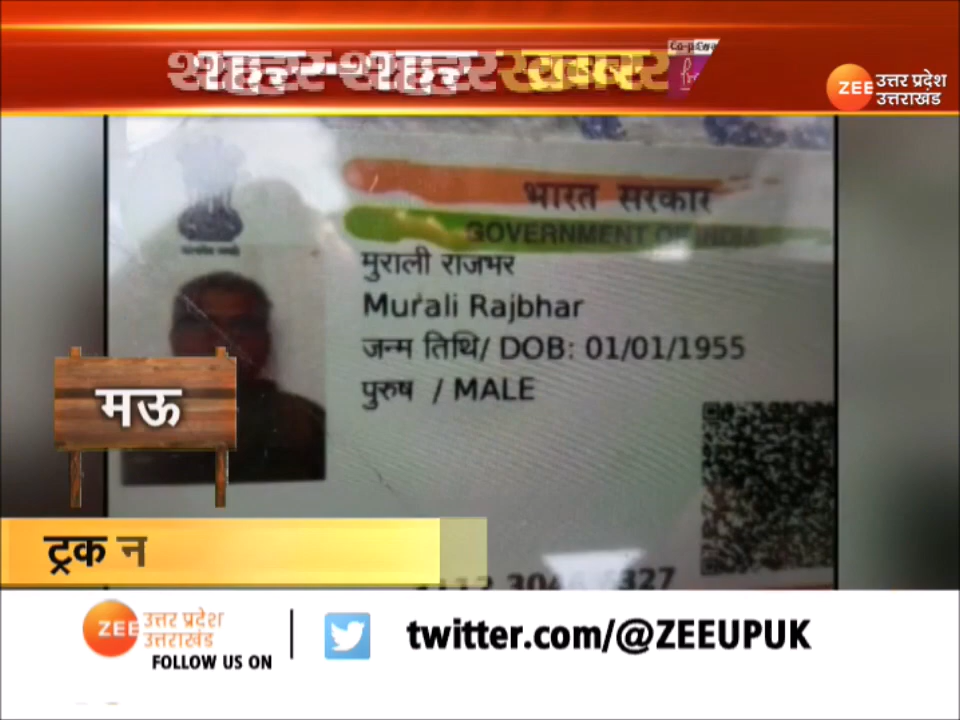 शहर-शहर खबर
ZEE उत्तर प्रदेश
उत्तराखंड
भारत सरकार
GOVERNMENT OF INDIA
मुराली राजभर
Murali Rajbhar
जन्म तिथि/ DOB: 01/01/1955
पुरुष / MALE
मऊ
ट्रक न
ZEE उत्तर प्रदेश
उत्तराखंड
FOLLOW US ON
twitter.com/@ZEEUPUK